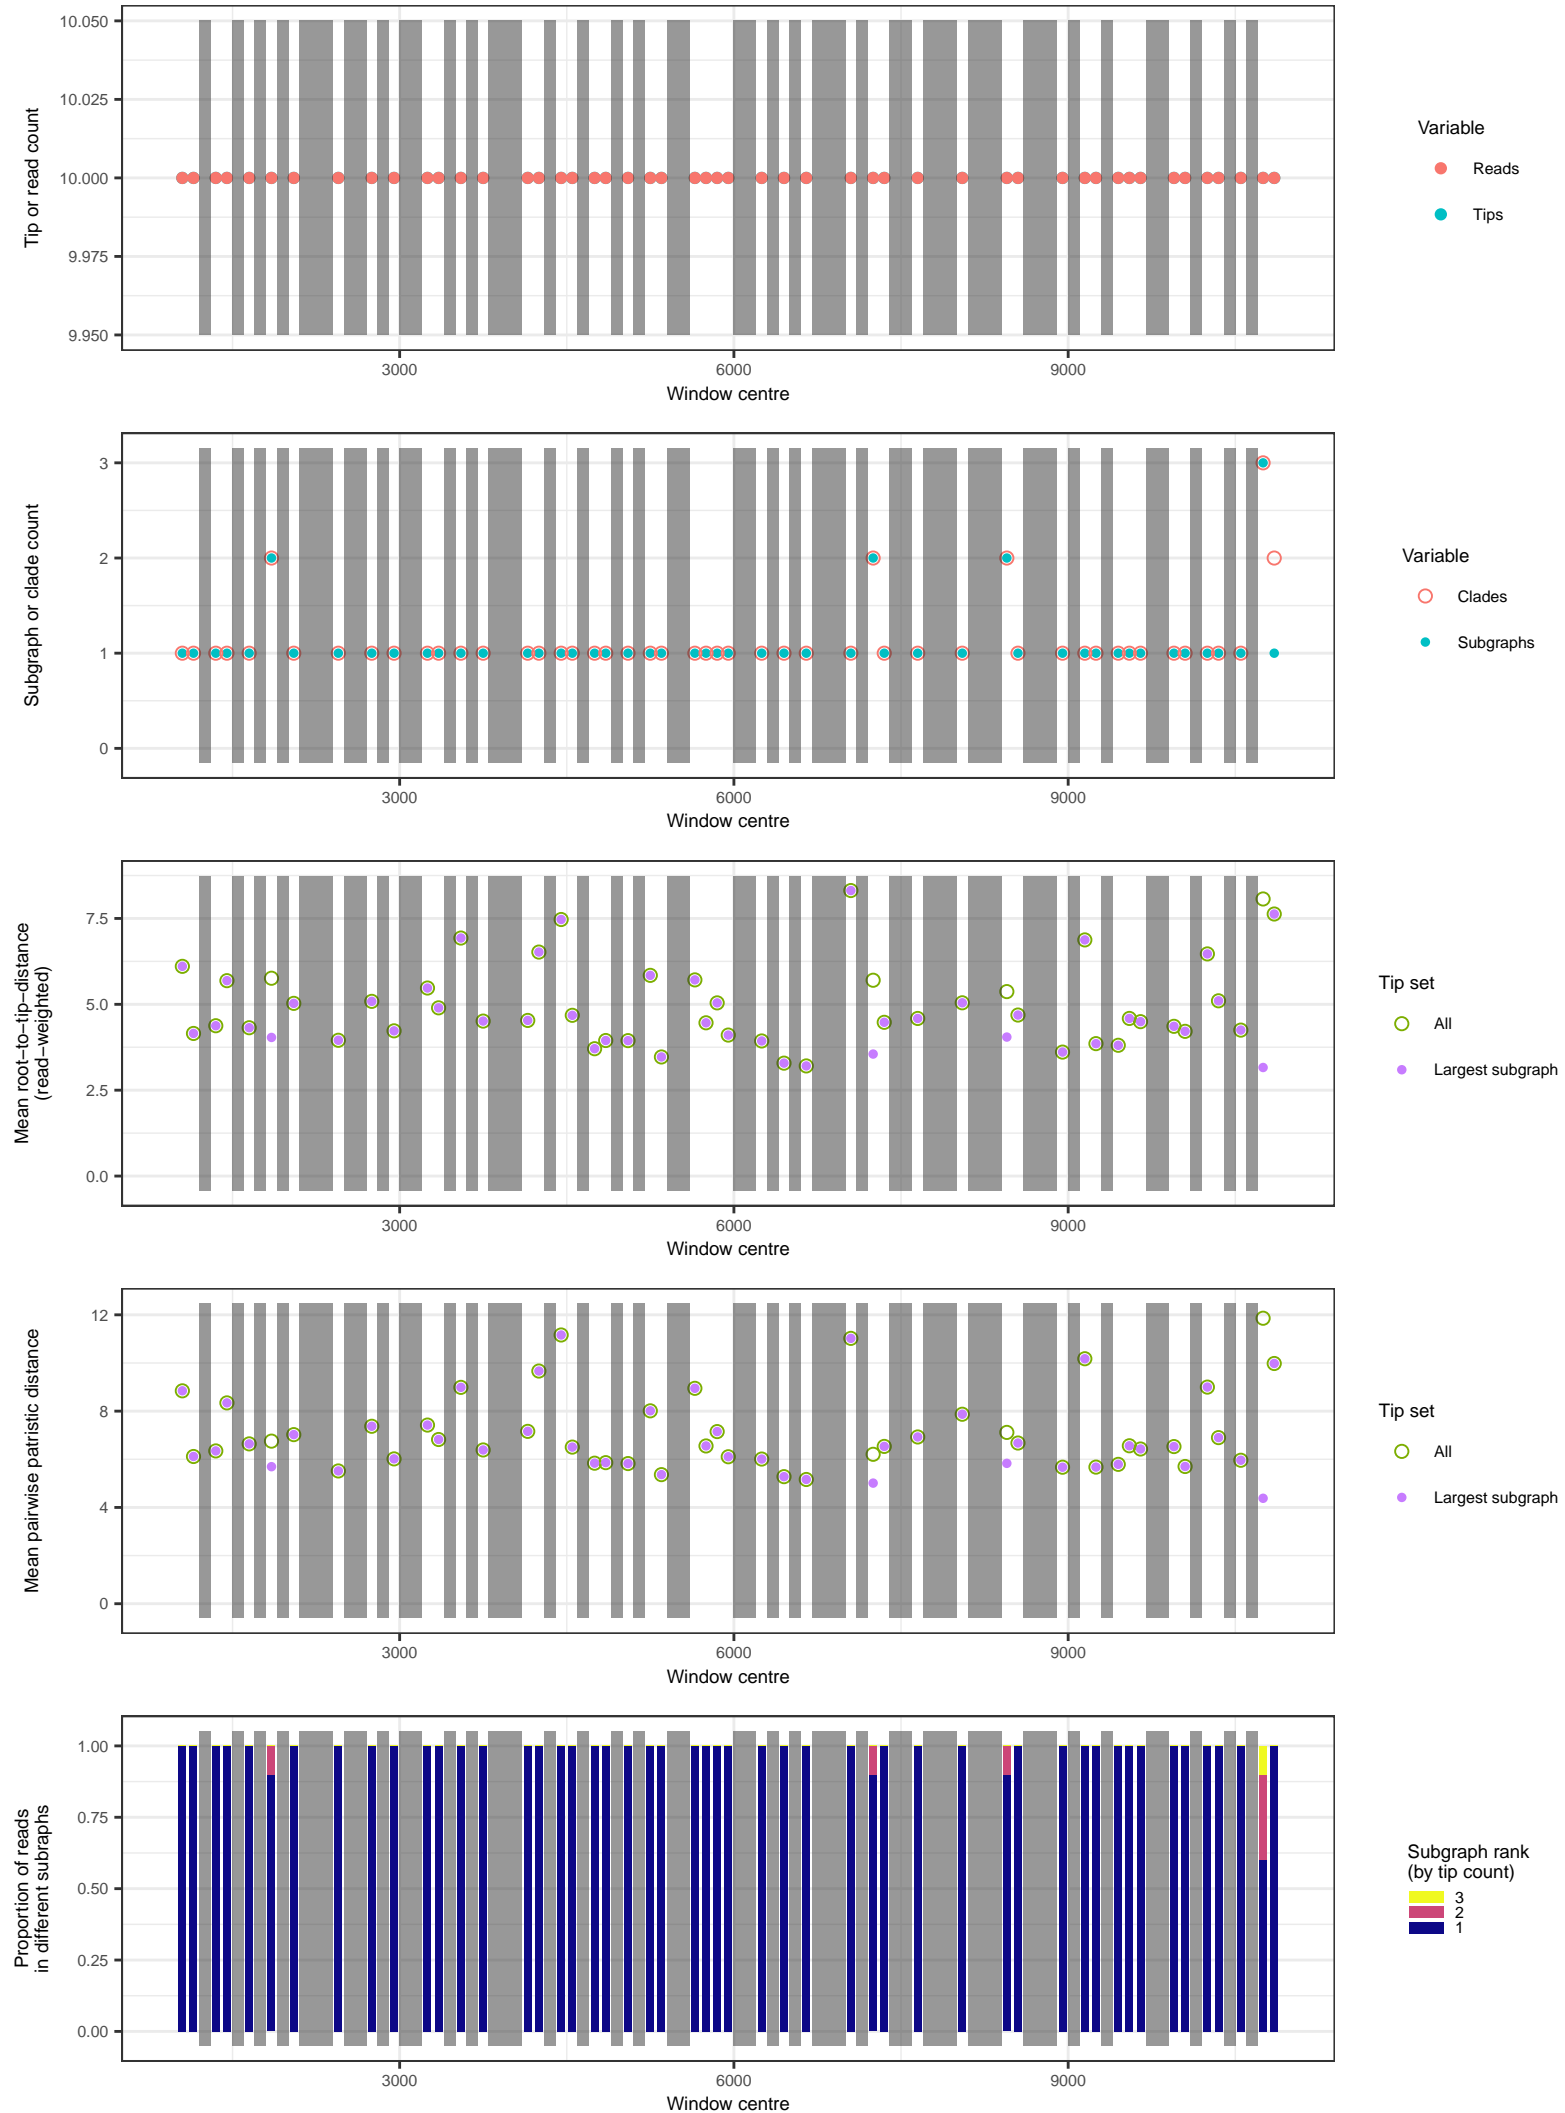 10.050
10.025
10.000
9.975
9.950
Tip or read count
3000
6000
9000
Window centre
Variable
Reads
Tips
3
2
1
0
Subgraph or clade count
3000
6000
9000
Window centre
Variable
Clades
Subgraphs
7.5
5.0
2.5
0.0
Mean root−to−tip−distance
(read−weighted)
3000
6000
9000
Window centre
Tip set
All
Largest subgraph
12
8
4
0
Mean pairwise patristic distance
3000
6000
9000
Window centre
Tip set
All
Largest subgraph
1.00
0.75
0.50
0.25
0.00
Proportion of reads
in different subraphs
3000
6000
9000
Window centre
Subgraph rank
(by tip count)
3
2
1